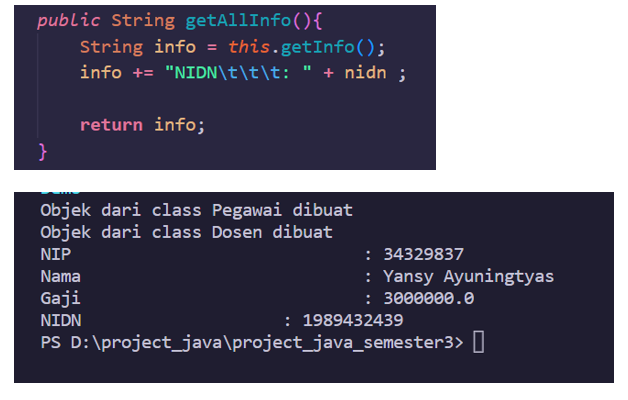 public String getAllInfo(){
String info = this.getInfo();
info += "NIDN\t\t\t: " + nidn ;
return info;
}
Objek dari class Pegawai dibuat
Objek dari class Dosen dibuat
NIP : 34329837
Nama : Yansy Ayuningtyas
Gaji : 3000000.0
NIDN : 1989432439
PS D:\project_java\project_java_semester3>